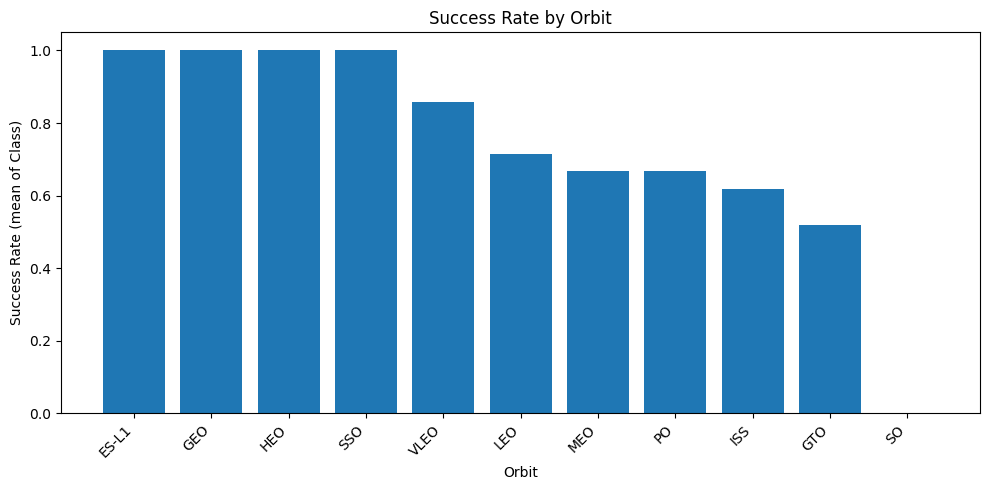 Success Rate by Orbit
Success Rate (mean of Class)
1.0
0.8
0.6
0.4
0.2
0.0
ES-L1
GEO
HEO
SSO
VLEO
LEO
MEO
PO
ISS
GTO
SO
Orbit